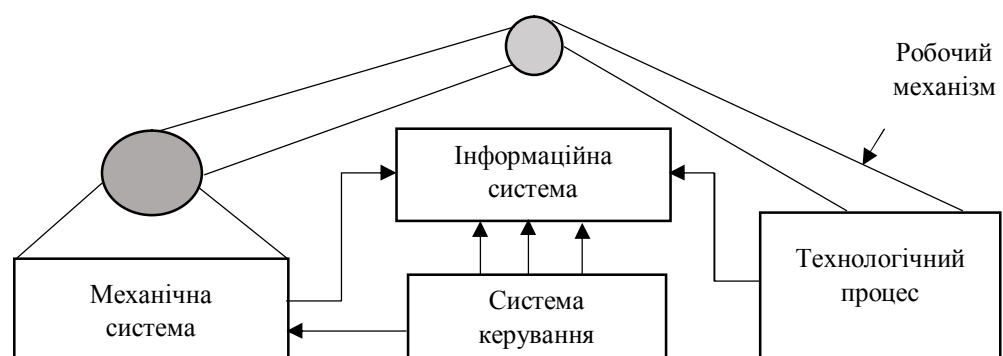 Робочий
механізм
Інформаційна
система
Технологічний
процес
Механічна
система
Система
керування